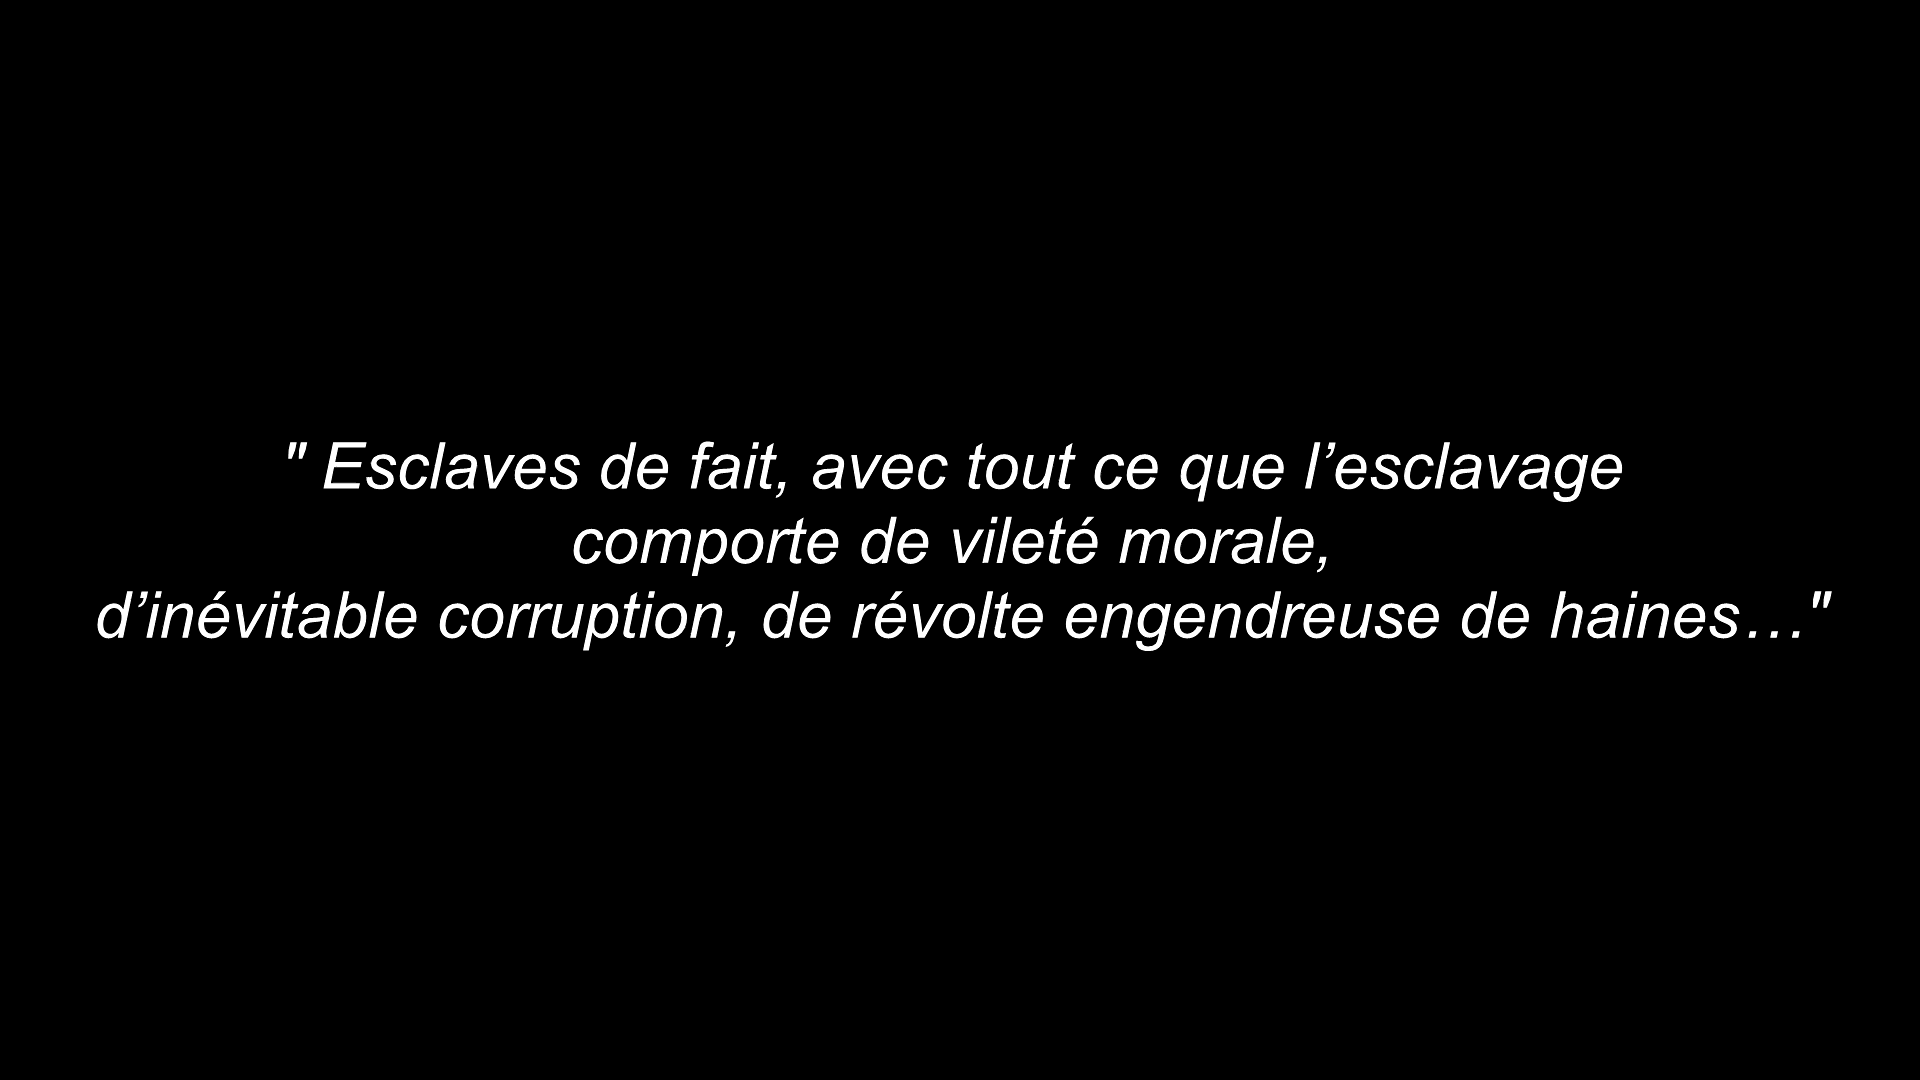 " Esclaves de fait, avec tout ce que l’esclavage
comporte de vileté morale,
d’inévitable corruption, de révolte engendreuse de haines…"